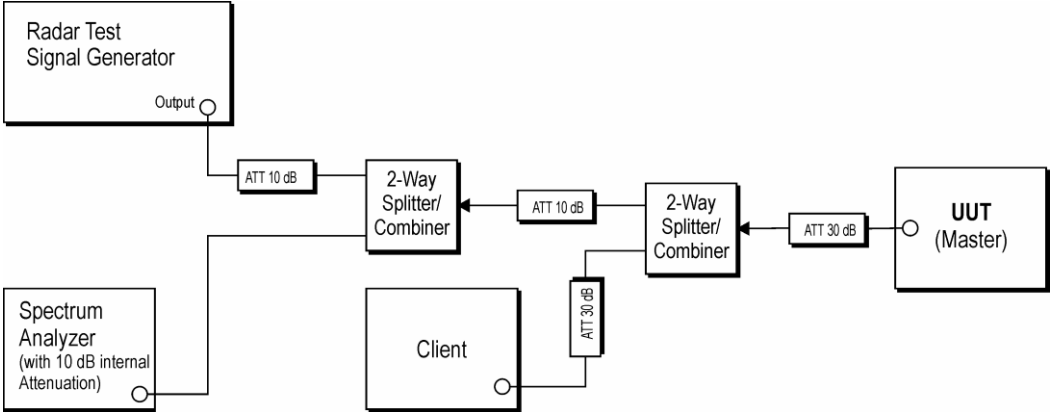 Radar Test
Signal Generator
Output
ATT 10 dB
2-Way
Splitter/
Combiner
ATT 10 dB
2-Way
Splitter/
Combiner
ATT 30 dB
UUT
(Master)
Spectrum
Analyzer
(with 10 dB internal
Attenuation)
Client
ATT 30 dB